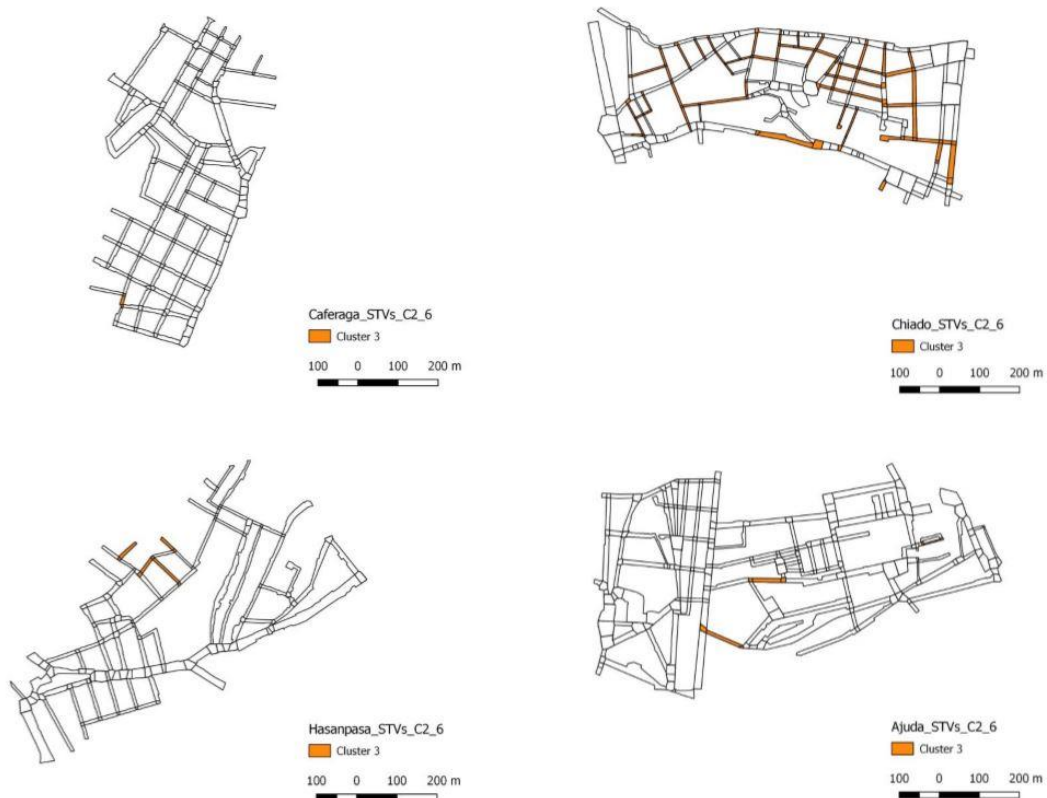 Caferaga_STVs_C2_6
Cluster 3
100 0 100 200 m
Chiado_STVs_C2_6
Cluster 3
100 0 100 200 m
Hasanpasa_STVs_C2_6
Cluster 3
100 0 100 200 m
Ajuda_STVs_C2_6
Cluster 3
100 0 100 200 m